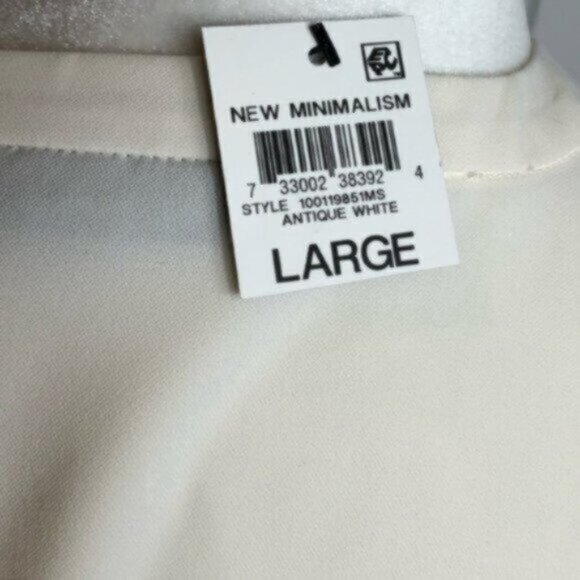 NEW MINIMALISM
7 33002 38392 4
STYLE 100119851MS
ANTIQUE WHITE
LARGE